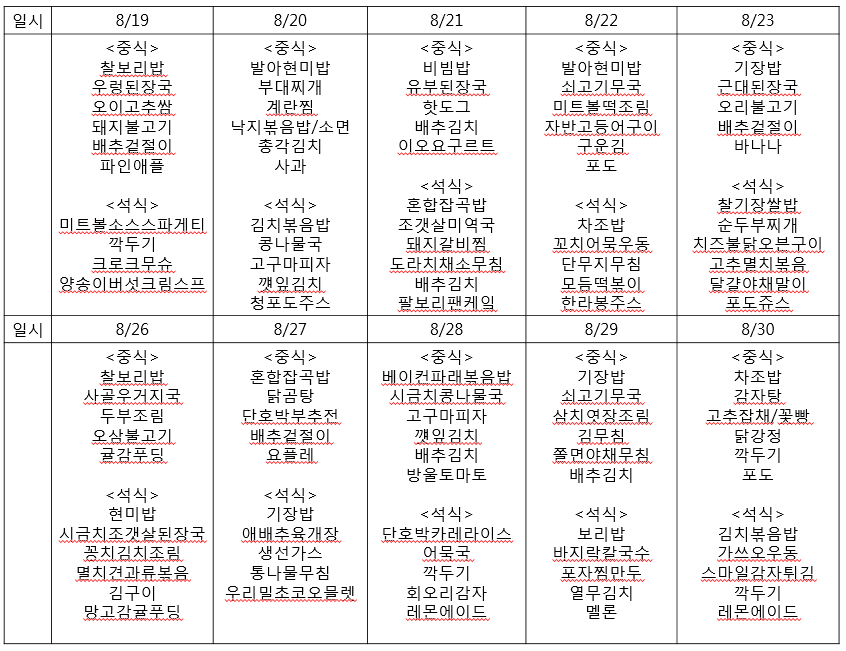 일시
8/19
8/20
8/21
8/22
8/23
<중식>
찰보리밥
우렁된장국
오이고추쌈
돼지불고기
배추겉절이
파인애플
<석식>
미트볼소스스파게티
깍두기
크로크무슈
양송이버섯크림스프
<중식>
발아현미밥
부대찌개
계란찜
낙지볶음밥/소면
총각김치
사과
<석식>
김치볶음밥
콩나물국
고구마피자
깻잎김치
청포도주스
<중식>
비빔밥
유부된장국
핫도그
배추김치
이오요구르트
<석식>
혼합잡곡밥
조갯살미역국
돼지갈비찜
도라치채소무침
배추김치
팥보리팬케잌
<중식>
발아현미밥
쇠고기무국
미트볼떡조림
자반고등어구이
구운김
포도
<석식>
차조밥
꼬치어묵우동
단무지무침
모듬떡볶이
한라봉주스
<중식>
기장밥
근대된장국
오리불고기
배추겉절이
바나나
<석식>
찰기장쌀밥
순두부찌개
치즈불닭오븐구이
고추멸치볶음
달걀야채말이
포도쥬스
일시
8/26
8/27
8/28
8/29
8/30
<중식>
찰보리밥
사골우거지국
두부조림
오삼불고기
귤감푸딩
<석식>
현미밥
시금치조갯살된장국
꽁치김치조림
멸치견과류볶음
김구이
망고감귤푸딩
<중식>
혼합잡곡밥
닭곰탕
단호박부추전
배추겉절이
요플레
<석식>
기장밥
애배추육개장
생선가스
통나물무침
우리밀초코오믈렛
<중식>
베이컨파래볶음밥
시금치콩나물국
고구마피자
깻잎김치
배추김치
방울토마토
<석식>
단호박카레라이스
어묵국
깍두기
회오리감자
레몬에이드
<중식>
기장밥
쇠고기무국
삼치연장조림
김무침
쫄면야채무침
배추김치
<석식>
보리밥
바지락칼국수
포자찜만두
열무김치
멜론
<중식>
차조밥
감자탕
고추잡채/꽃빵
닭강정
깍두기
포도
<석식>
김치볶음밥
가쓰오우동
스마일감자튀김
깍두기
레몬에이드